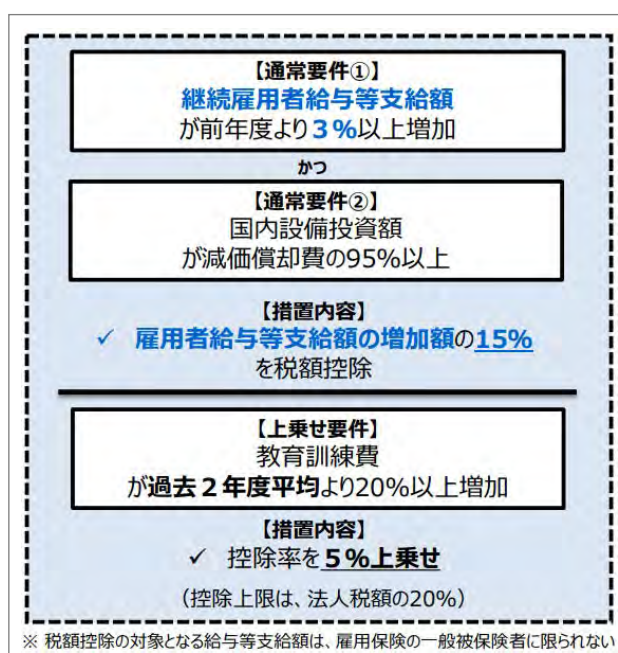 【通常要件①】
継続雇用者給与等支給額
が前年度より3%以上増加
かつ
【通常要件②】
国内設備投資額
が減価償却費の95%以上
【措置内容】
✓ 雇用者給与等支給額の増加額の15%
を税額控除
【上乗せ要件】
教育訓練費
が過去2年度平均より20%以上増加
【措置内容】
✓ 控除率を5%上乗せ
(控除上限は、法人税額の20%)
※ 税額控除の対象となる給与等支給額は、雇用保険の一般被保険者に限られない